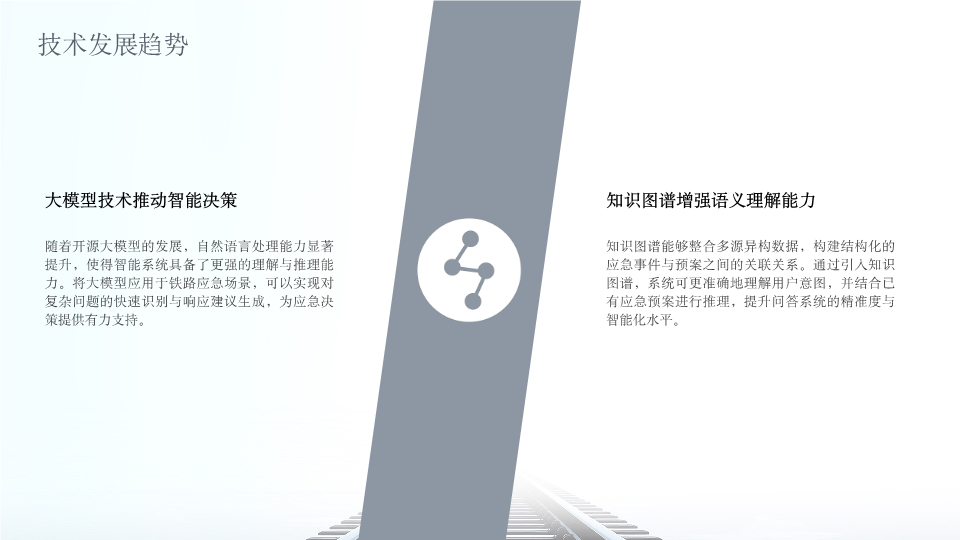 技术发展趋势
大模型技术推动智能决策
随着开源大模型的发展，自然语言处理能力显著
提升，使得智能系统具备了更强的理解与推理能
力。将大模型应用于铁路应急场景，可以实现对
复杂问题的快速识别与响应建议生成，为应急决
策提供有力支持。
知识图谱增强语义理解能力
知识图谱能够整合多源异构数据，构建结构化的
应急事件与预案之间的关联关系。通过引入知识
图谱，系统可更准确地理解用户意图，并结合已
有应急预案进行推理，提升问答系统的精准度与
智能化水平。